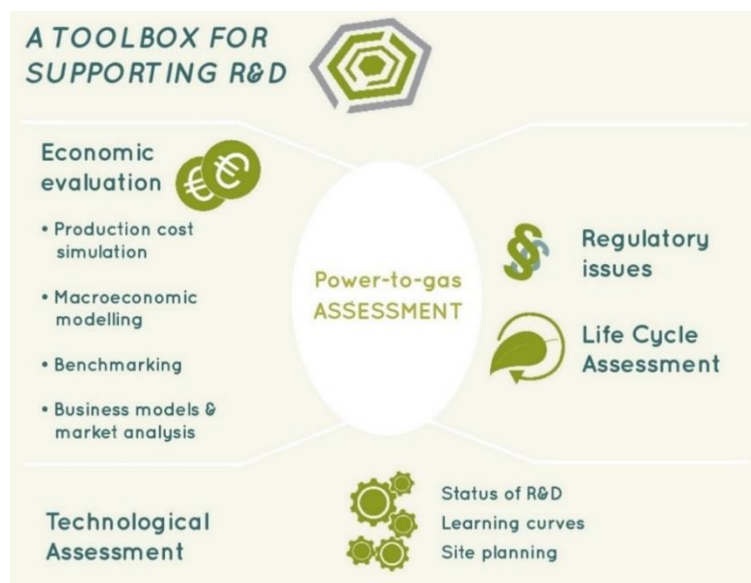 A TOOLBOX FOR
SUPPORTING R&D
Economic
evaluation
€€
• Production cost
simulation
• Macroeconomic
modelling
• Benchmarking
• Business models &
market analysis
Power-to-gas
ASSESSMENT
§§
Regulatory
issues
Life Cycle
Assessment
Technological
Assessment
Status of R&D
Learning curves
Site planning